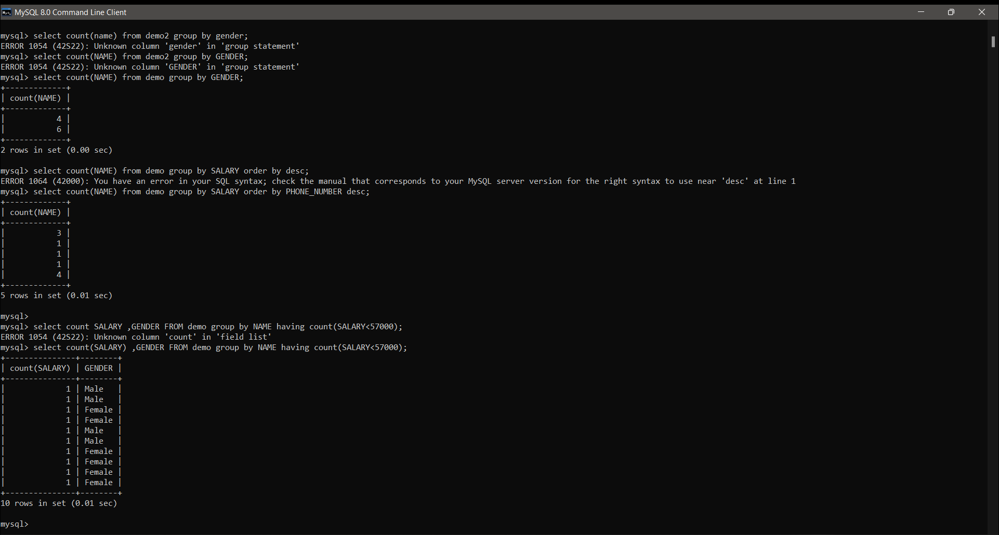 MySQL 8.0 Command Line Client
mysql> select count(name) from demo2 group by gender;
ERROR 1054 (42S22): Unknown column 'gender' in 'group statement'
mysql> select count(NAME) from demo2 group by GENDER;
ERROR 1054 (42S22): Unknown column 'GENDER' in 'group statement'
mysql> select count(NAME) from demo group by GENDER;
+-------------+
| count(NAME) |
+-------------+
|           4 |
|           6 |
+-------------+
2 rows in set (0.00 sec)
mysql> select count(NAME) from demo group by SALARY order by desc;
ERROR 1064 (42000): You have an error in your SQL syntax; check the manual that corresponds to your MySQL server version for the right syntax to use near 'desc' at line 1
mysql> select count(NAME) from demo group by SALARY order by PHONE_NUMBER desc;
+-------------+
| count(NAME) |
+-------------+
|           3 |
|           1 |
|           1 |
|           1 |
|           4 |
+-------------+
5 rows in set (0.01 sec)
mysql>
mysql> select count SALARY ,GENDER FROM demo group by NAME having count(SALARY<57000);
ERROR 1054 (42S22): Unknown column 'count' in 'field list'
mysql> select count(SALARY) ,GENDER FROM demo group by NAME having count(SALARY<57000);
+---------------+--------+
| count(SALARY) | GENDER |
+---------------+--------+
|             1 | Male   |
|             1 | Male   |
|             1 | Female |
|             1 | Female |
|             1 | Male   |
|             1 | Male   |
|             1 | Female |
|             1 | Female |
|             1 | Female |
|             1 | Female |
+---------------+--------+
10 rows in set (0.01 sec)
mysql>